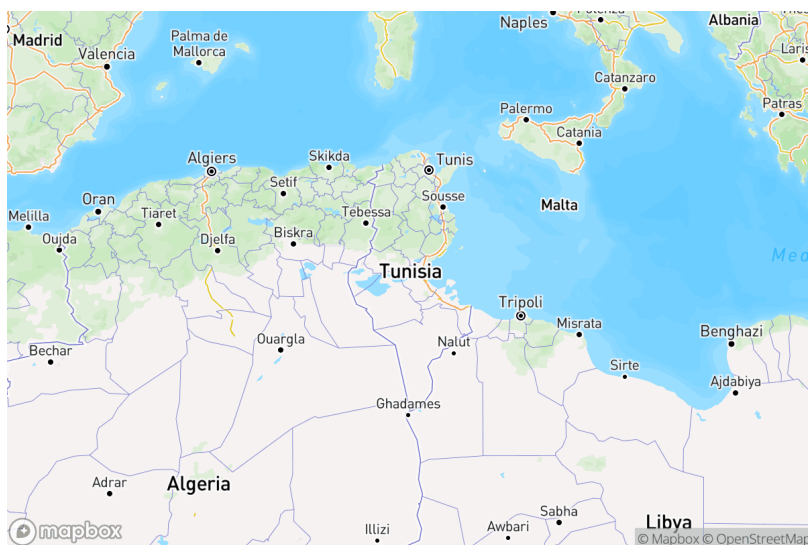 Naples
Potenza
Albania
Madrid
Palma de
Mallorca
Valencia
Catanzaro
Palermo
Patras
Catania
Algiers
Skikda
Tunis
Setif
Oran
Sousse
Malta
Melilla
Tiaret
Tebessa
Oujda
Djelfa
Biskra
Tunisia
Tripoli
Misrata
Benghazi
Ouargla
Nalut
Bechar
Sirte
Ajdabiya
Ghadames
Adrar
Algeria
Sabha
Illizi
Awbari
Libya
mapbox
© Mapbox © OpenStreetMap